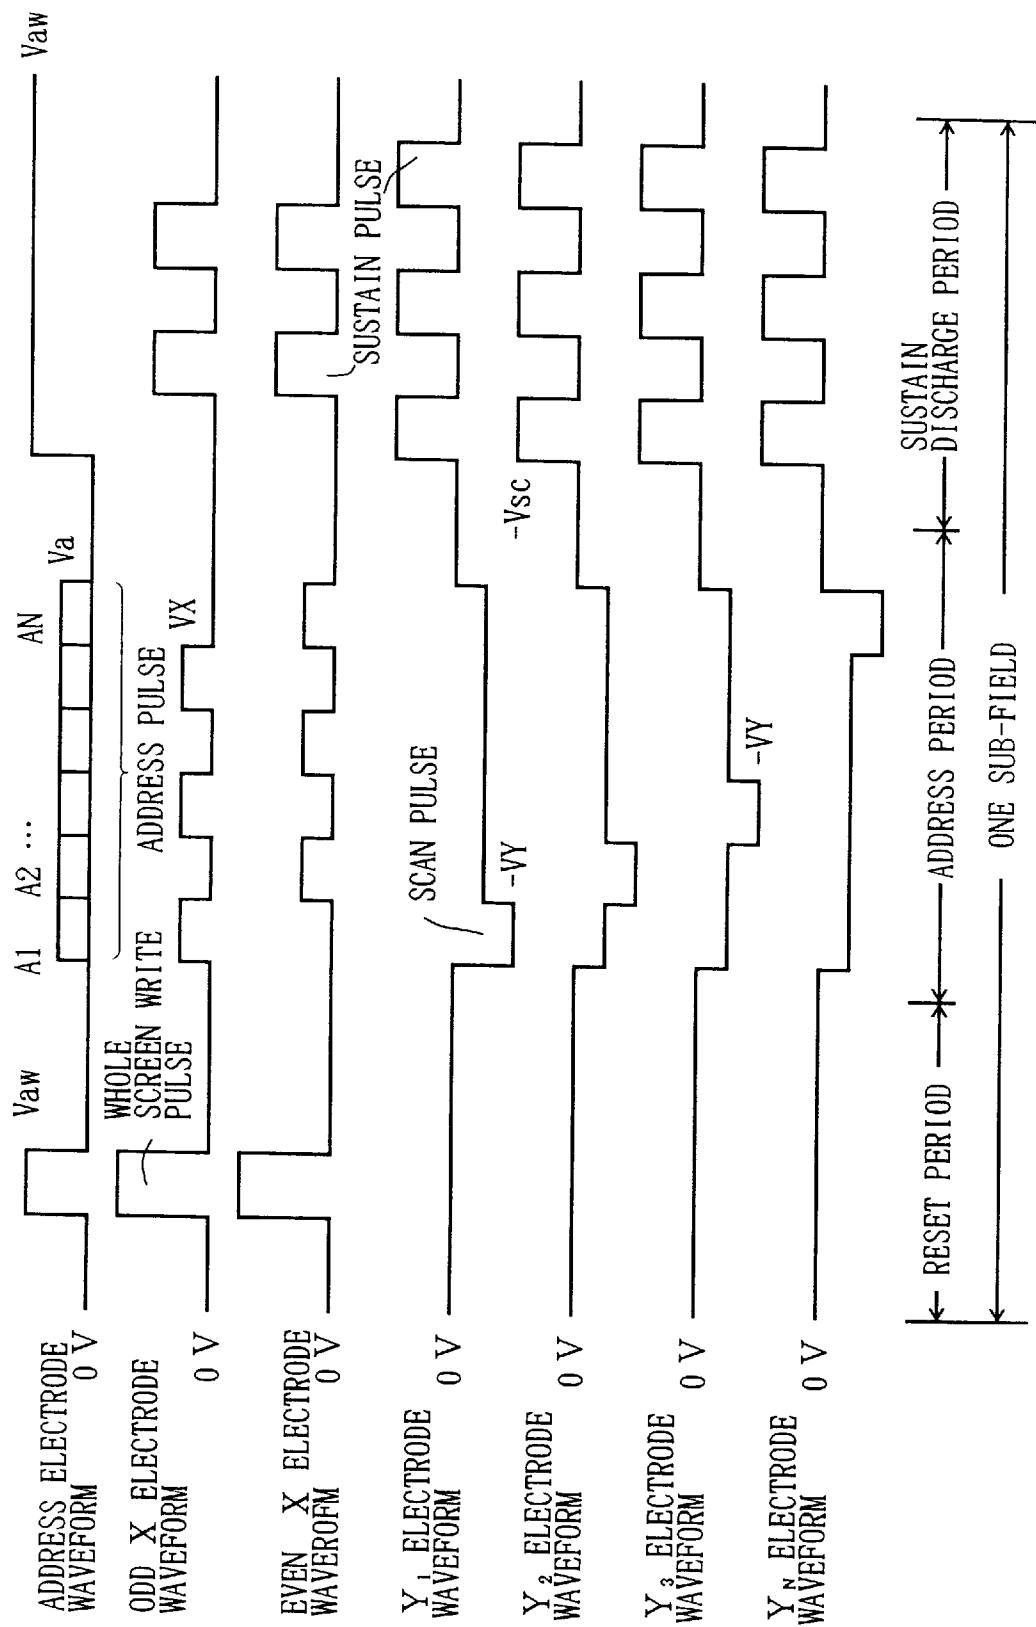 ADDRESS ELECTRODE
WAVEFORM
0 V
Vaw
A1
A2 ...
AN
Va
Vaw
ODD X ELECTRODE
WAVEFORM
0 V
WHOLE
SCREEN WRITE
PULSE
ADDRESS PULSE
VX
EVEN X ELECTRODE
WAVEROFM
0 V
SUSTAIN PULSE
Y1 ELECTRODE
WAVEFORM
0 V
SCAN PULSE
-VY
Y2 ELECTRODE
WAVEFORM
0 V
-Vsc
Y3 ELECTRODE
WAVEFORM
0 V
-VY
YN ELECTRODE
WAVEFORM
0 V
RESET PERIOD
ADDRESS PERIOD
SUSTAIN
DISCHARGE PERIOD
ONE SUB-FIELD